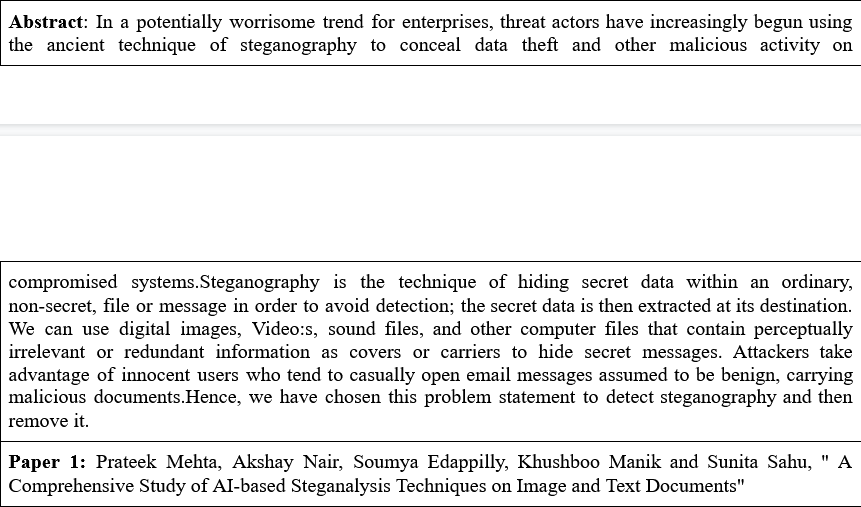 Abstract: In a potentially worrisome trend for enterprises, threat actors have increasingly begun using
the ancient technique of steganography to conceal data theft and other malicious activity on
compromised systems.Steganography is the technique of hiding secret data within an ordinary,
non-secret, file or message in order to avoid detection; the secret data is then extracted at its destination.
We can use digital images, Video:s, sound files, and other computer files that contain perceptually
irrelevant or redundant information as covers or carriers to hide secret messages. Attackers take
advantage of innocent users who tend to casually open email messages assumed to be benign, carrying
malicious documents.Hence, we have chosen this problem statement to detect steganography and then
remove it.
Paper 1: Prateek Mehta, Akshay Nair, Soumya Edappilly, Khushboo Manik and Sunita Sahu, " A
Comprehensive Study of AI-based Steganalysis Techniques on Image and Text Documents"